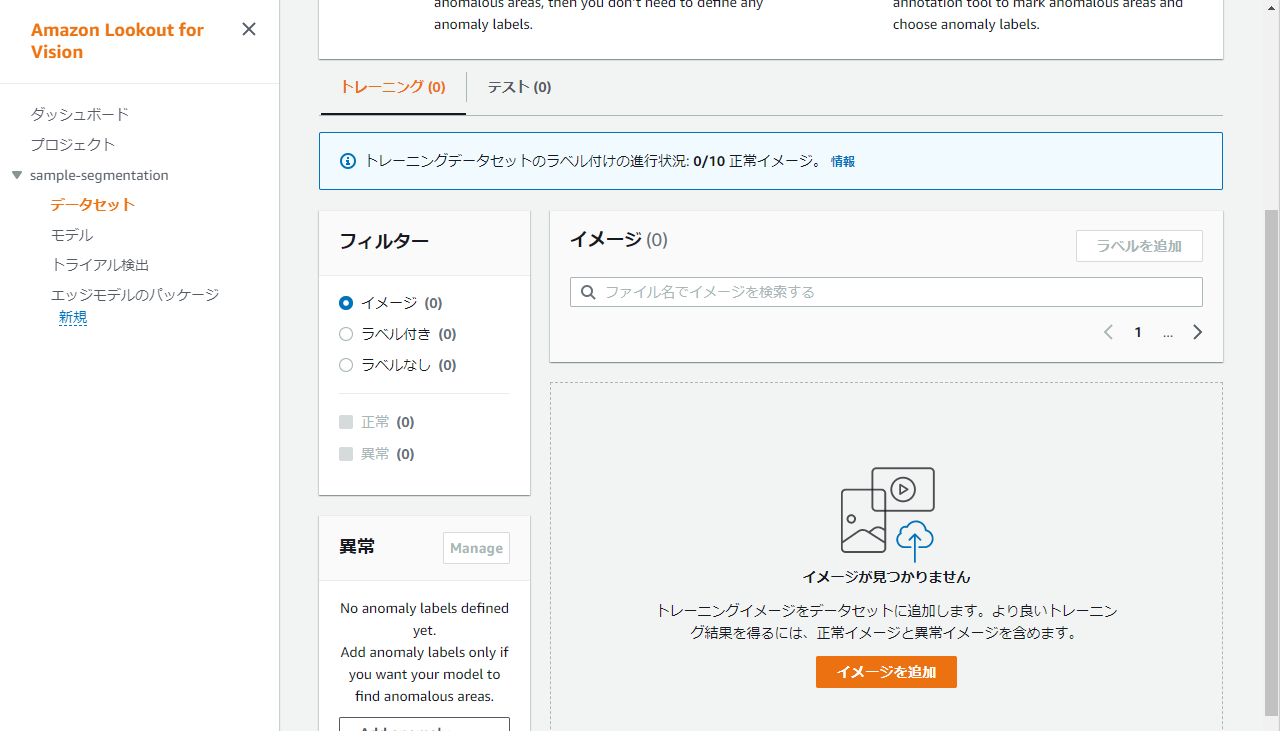 Amazon Lookout for
Vision
ダッシュボード
プロジェクト
sample-segmentation
データセット
モデル
トライアル検出
エッジモデルのパッケージ
新規
anomalous areas, then you don't need to define any
anomaly labels.
annotation tool to mark anomalous areas and
choose anomaly labels.
トレーニング (0)
テスト (0)
トレーニングデータセットのラベル付けの進行状況: 0/10 正常イメージ。 情報
フィルター
イメージ (0)
ラベル付き (0)
ラベルなし (0)
正常 (0)
異常 (0)
異常
Manage
No anomaly labels defined
yet.
Add anomaly labels only if
you want your model to
find anomalous areas.
イメージ (0)
ラベルを追加
ファイル名でイメージを検索する
1 ...
イメージが見つかりません
トレーニングイメージをデータセットに追加します。より良いトレーニン
グ結果を得るには、正常イメージと異常イメージを含めます。
イメージを追加